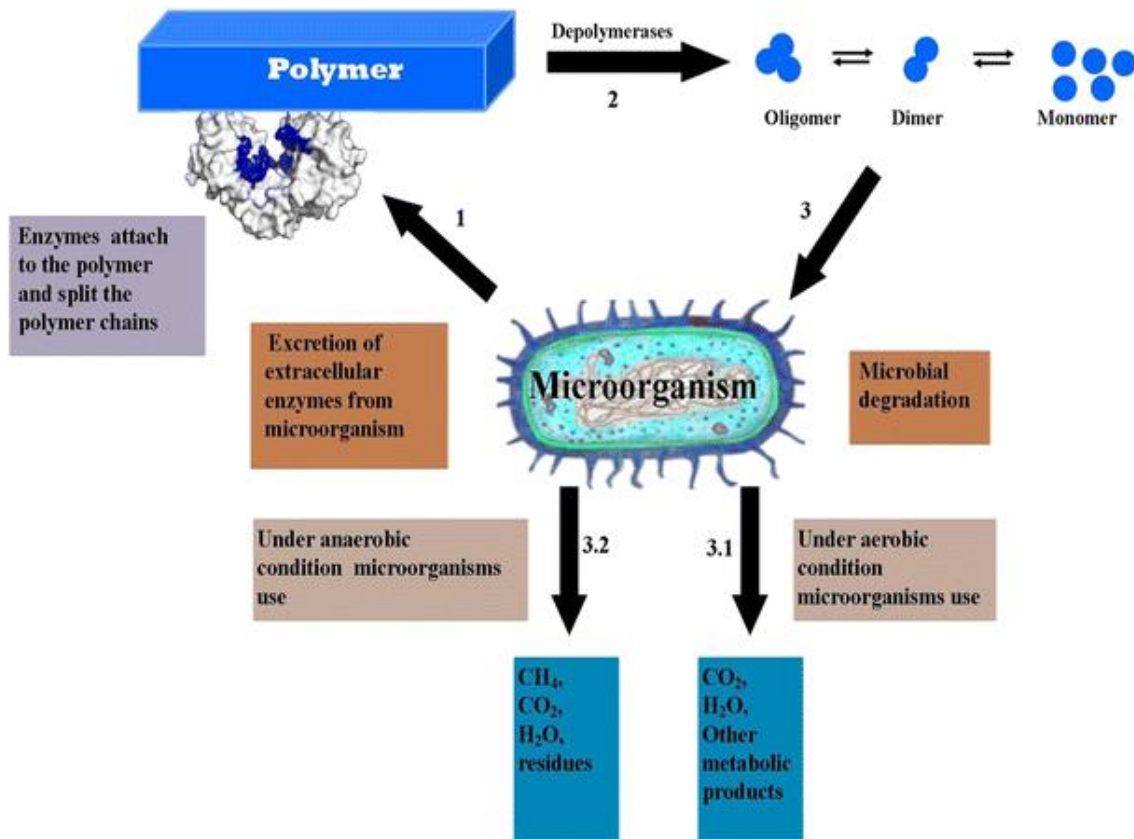 Polymer
Depolymerases
2
Oligomer
Dimer
Monomer
1
3
Enzymes attach
to the polymer
and split the
polymer chains
Excretion of
extracellular
enzymes from
microorganism
Microorganism
Microbial
degradation
Under anaerobic
condition microorganisms
use
3.2
3.1
Under aerobic
condition
microorganisms use
CH₄,
CO₂,
H₂O,
residues
CO₂,
H₂O,
Other
metabolic
products